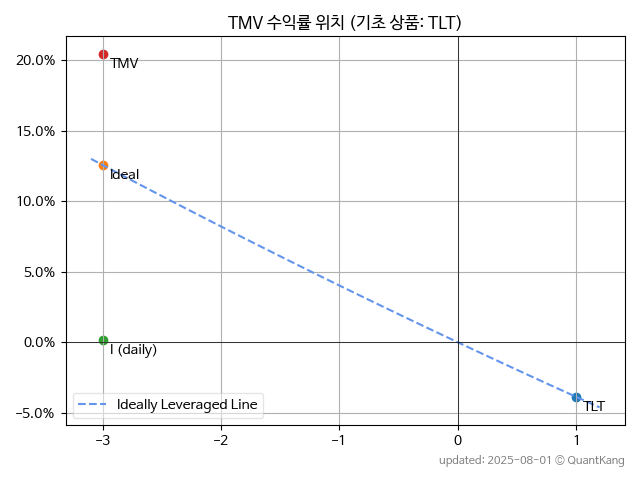 TMV 수익률 위치 (기초 상품: TLT)
20.0%
15.0%
10.0%
5.0%
0.0%
−5.0%
TMV
Ideal
I (daily)
TLT
Ideally Leveraged Line
−3
−2
−1
0
1
updated: 2025-08-01 © QuantKang